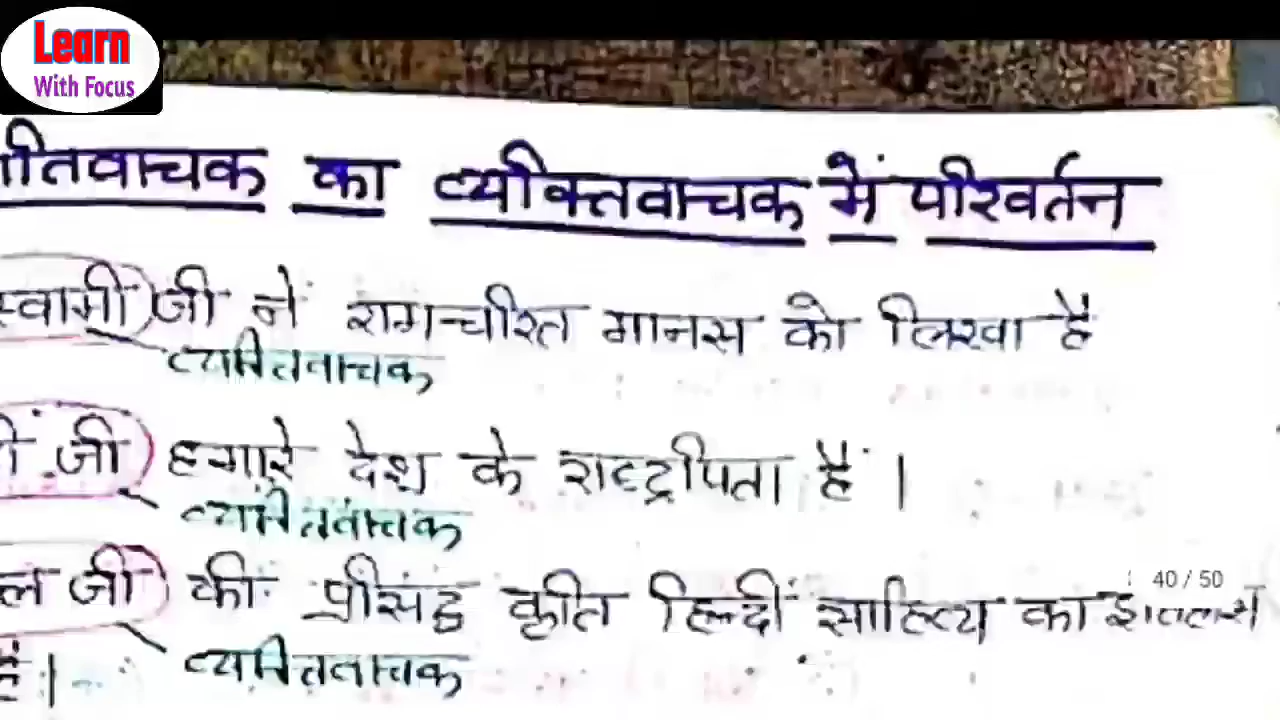 Learn
With Focus
तिवाचक का व्यक्तिवाचक में परिवर्तन
स्वामी जी ने रामचरित मानस को लिखा है
व्यक्तिवाचक
जी हमारे देश के राष्ट्रपिता है ।
व्यक्तिवाचक
ल जी की प्रसिद्ध कृति हिन्दी साहित्य का
40 / 50
है ।
व्यक्तिवाचक